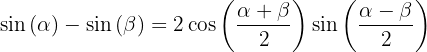 sin (α) − sin (β) = 2 cos ( (α + β) / 2 ) sin ( (α − β) / 2 )